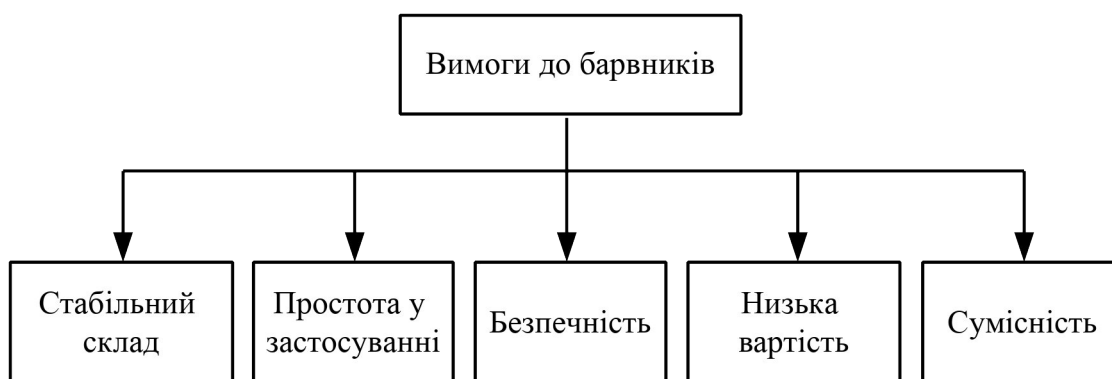 Вимоги до барвників
Стабільний
склад
Простота у
застосуванні
Безпечність
Низька
вартість
Сумісність